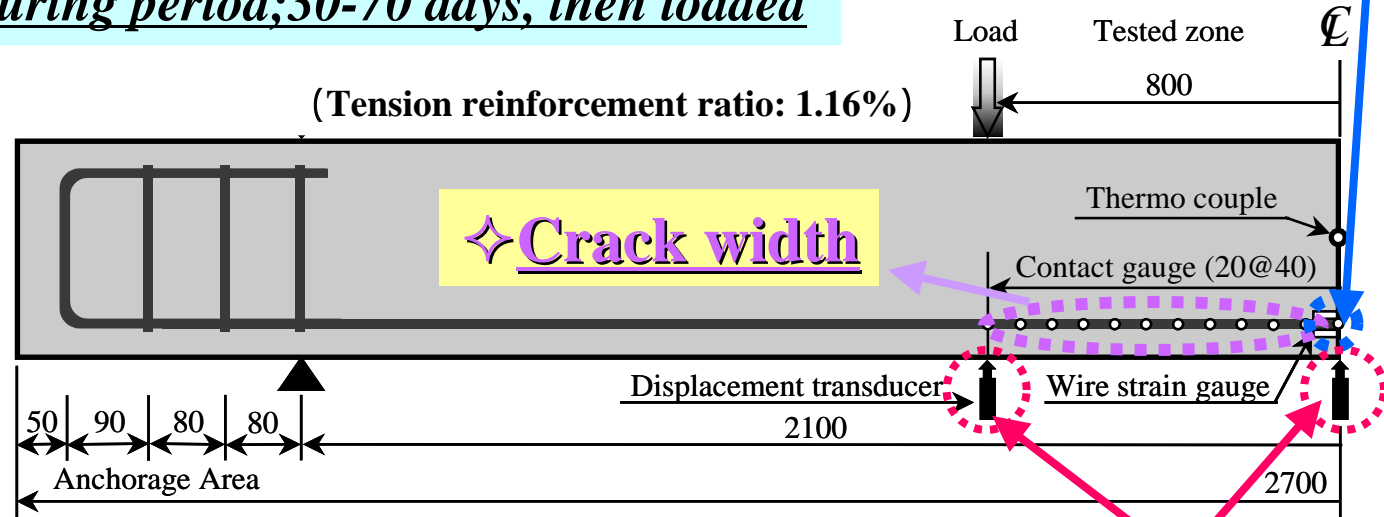 uring period;30-70 days, then loaded
Load
Tested zone
℄
800
(Tension reinforcement ratio: 1.16%)
Thermo couple
✧Crack width
Contact gauge (20@40)
Displacement transducer
Wire strain gauge
50
90
80
80
2100
Anchorage Area
2700